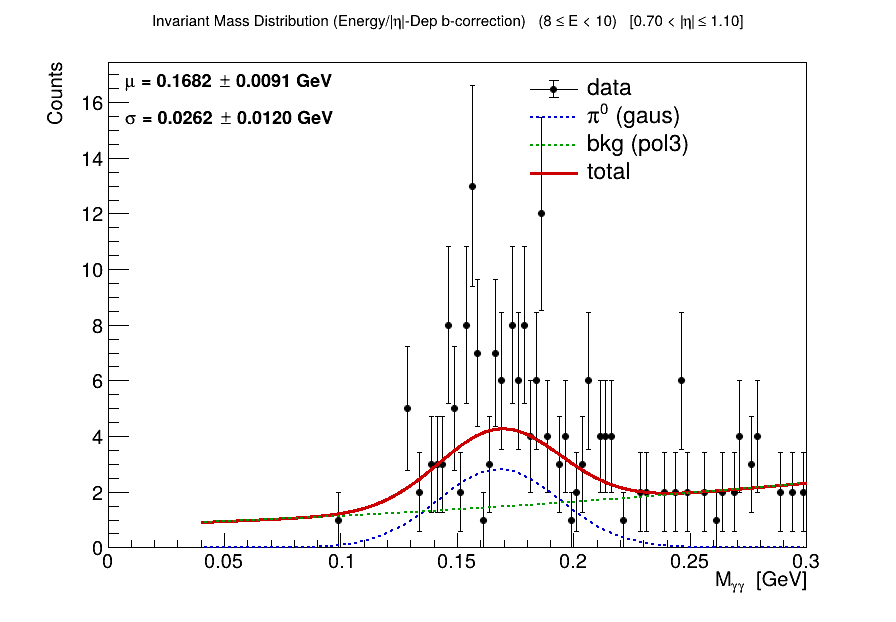 Invariant Mass Distribution (Energy/|η|-Dep b-correction) (8 ≤ E < 10) [0.70 < |η| ≤ 1.10]
Counts
μ = 0.1682 ± 0.0091 GeV
σ = 0.0262 ± 0.0120 GeV
data
π⁰ (gaus)
bkg (pol3)
total
16
14
12
10
8
6
4
2
0
0 0.05 0.1 0.15 0.2 0.25 0.3
M_γγ [GeV]